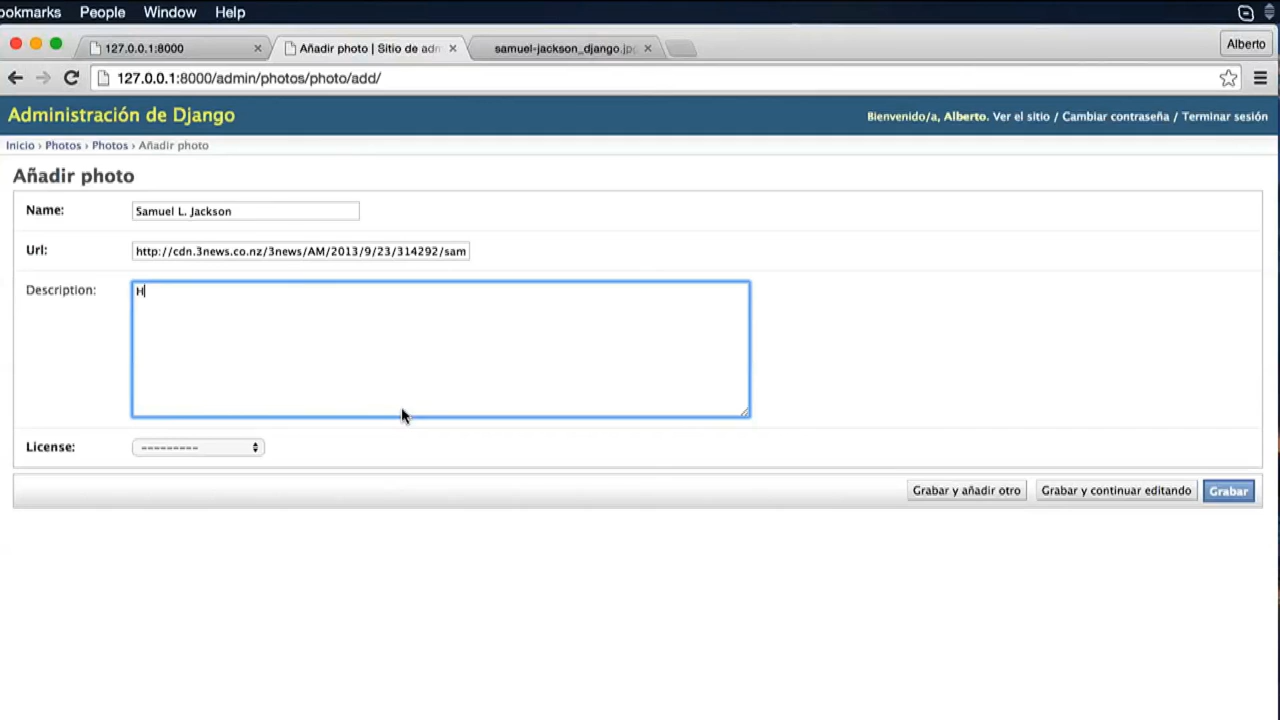 okmarks People Window Help
127.0.0.1:8000 Añadir photo | Sitio de adm samuel-jackson_django.jpg Alberto
127.0.0.1:8000/admin/photos/photo/add/
Administración de Django Bienvenido/a, Alberto. Ver el sitio / Cambiar contraseña / Terminar sesión
Inicio › Photos › Photos › Añadir photo
Añadir photo
Name: Samuel L. Jackson
Url: http://cdn.3news.co.nz/3news/AM/2013/9/23/314292/sam
Description: H
License: ---------
Grabar y añadir otro Grabar y continuar editando Grabar